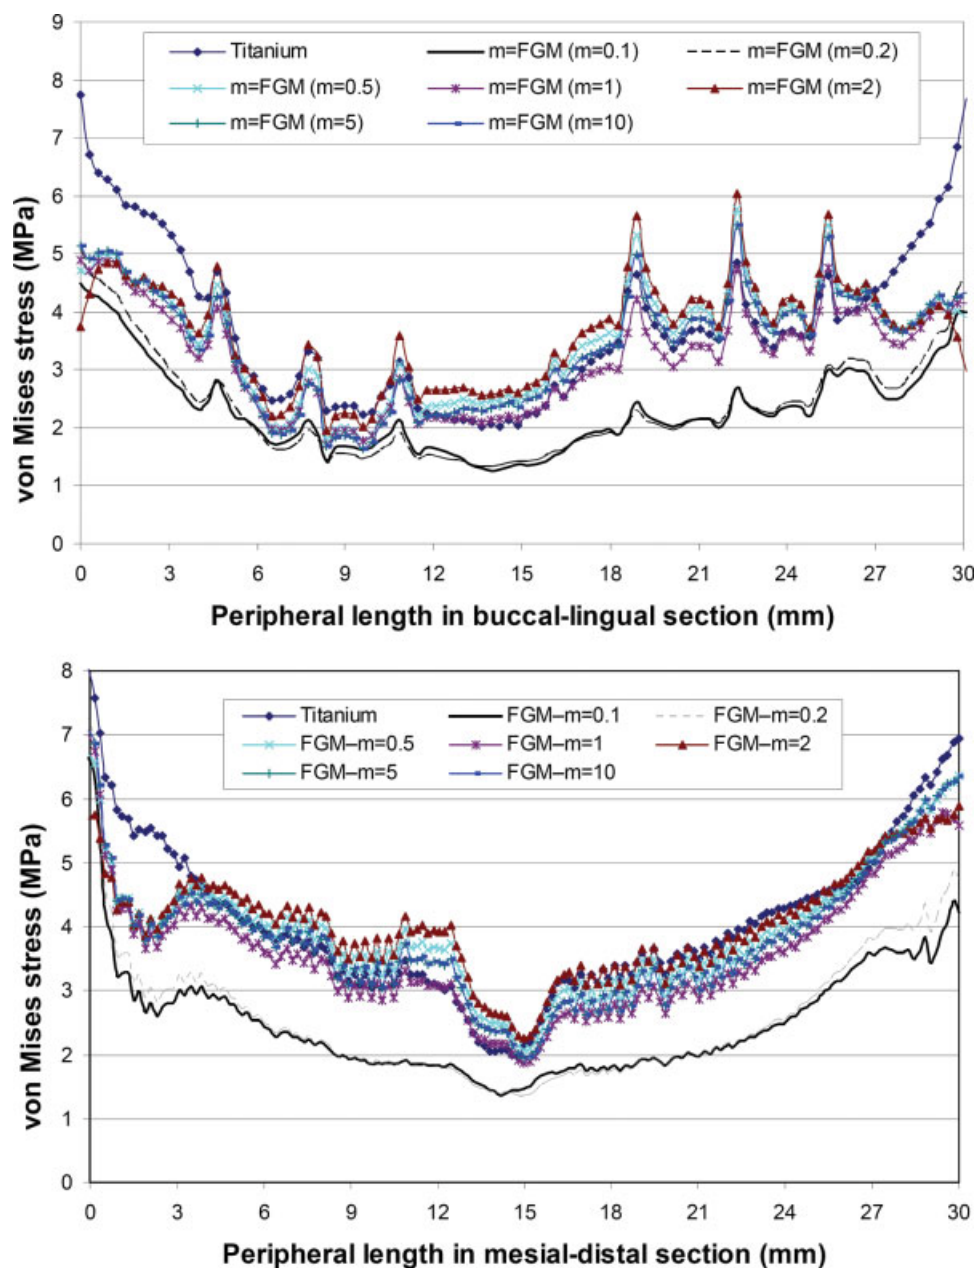 9
8
7
6
5
4
3
2
1
0
von Mises stress (MPa)
Titanium m=FGM (m=0.1) m=FGM (m=0.2)
m=FGM (m=0.5) m=FGM (m=1) m=FGM (m=2)
m=FGM (m=5) m=FGM (m=10)
0 3 6 9 12 15 18 21 24 27 30
Peripheral length in buccal-lingual section (mm)
8
7
6
5
4
3
2
1
0
von Mises stress (MPa)
Titanium FGM–m=0.1 FGM–m=0.2
FGM–m=0.5 FGM–m=1 FGM–m=2
FGM–m=5 FGM–m=10
0 3 6 9 12 15 18 21 24 27 30
Peripheral length in mesial-distal section (mm)